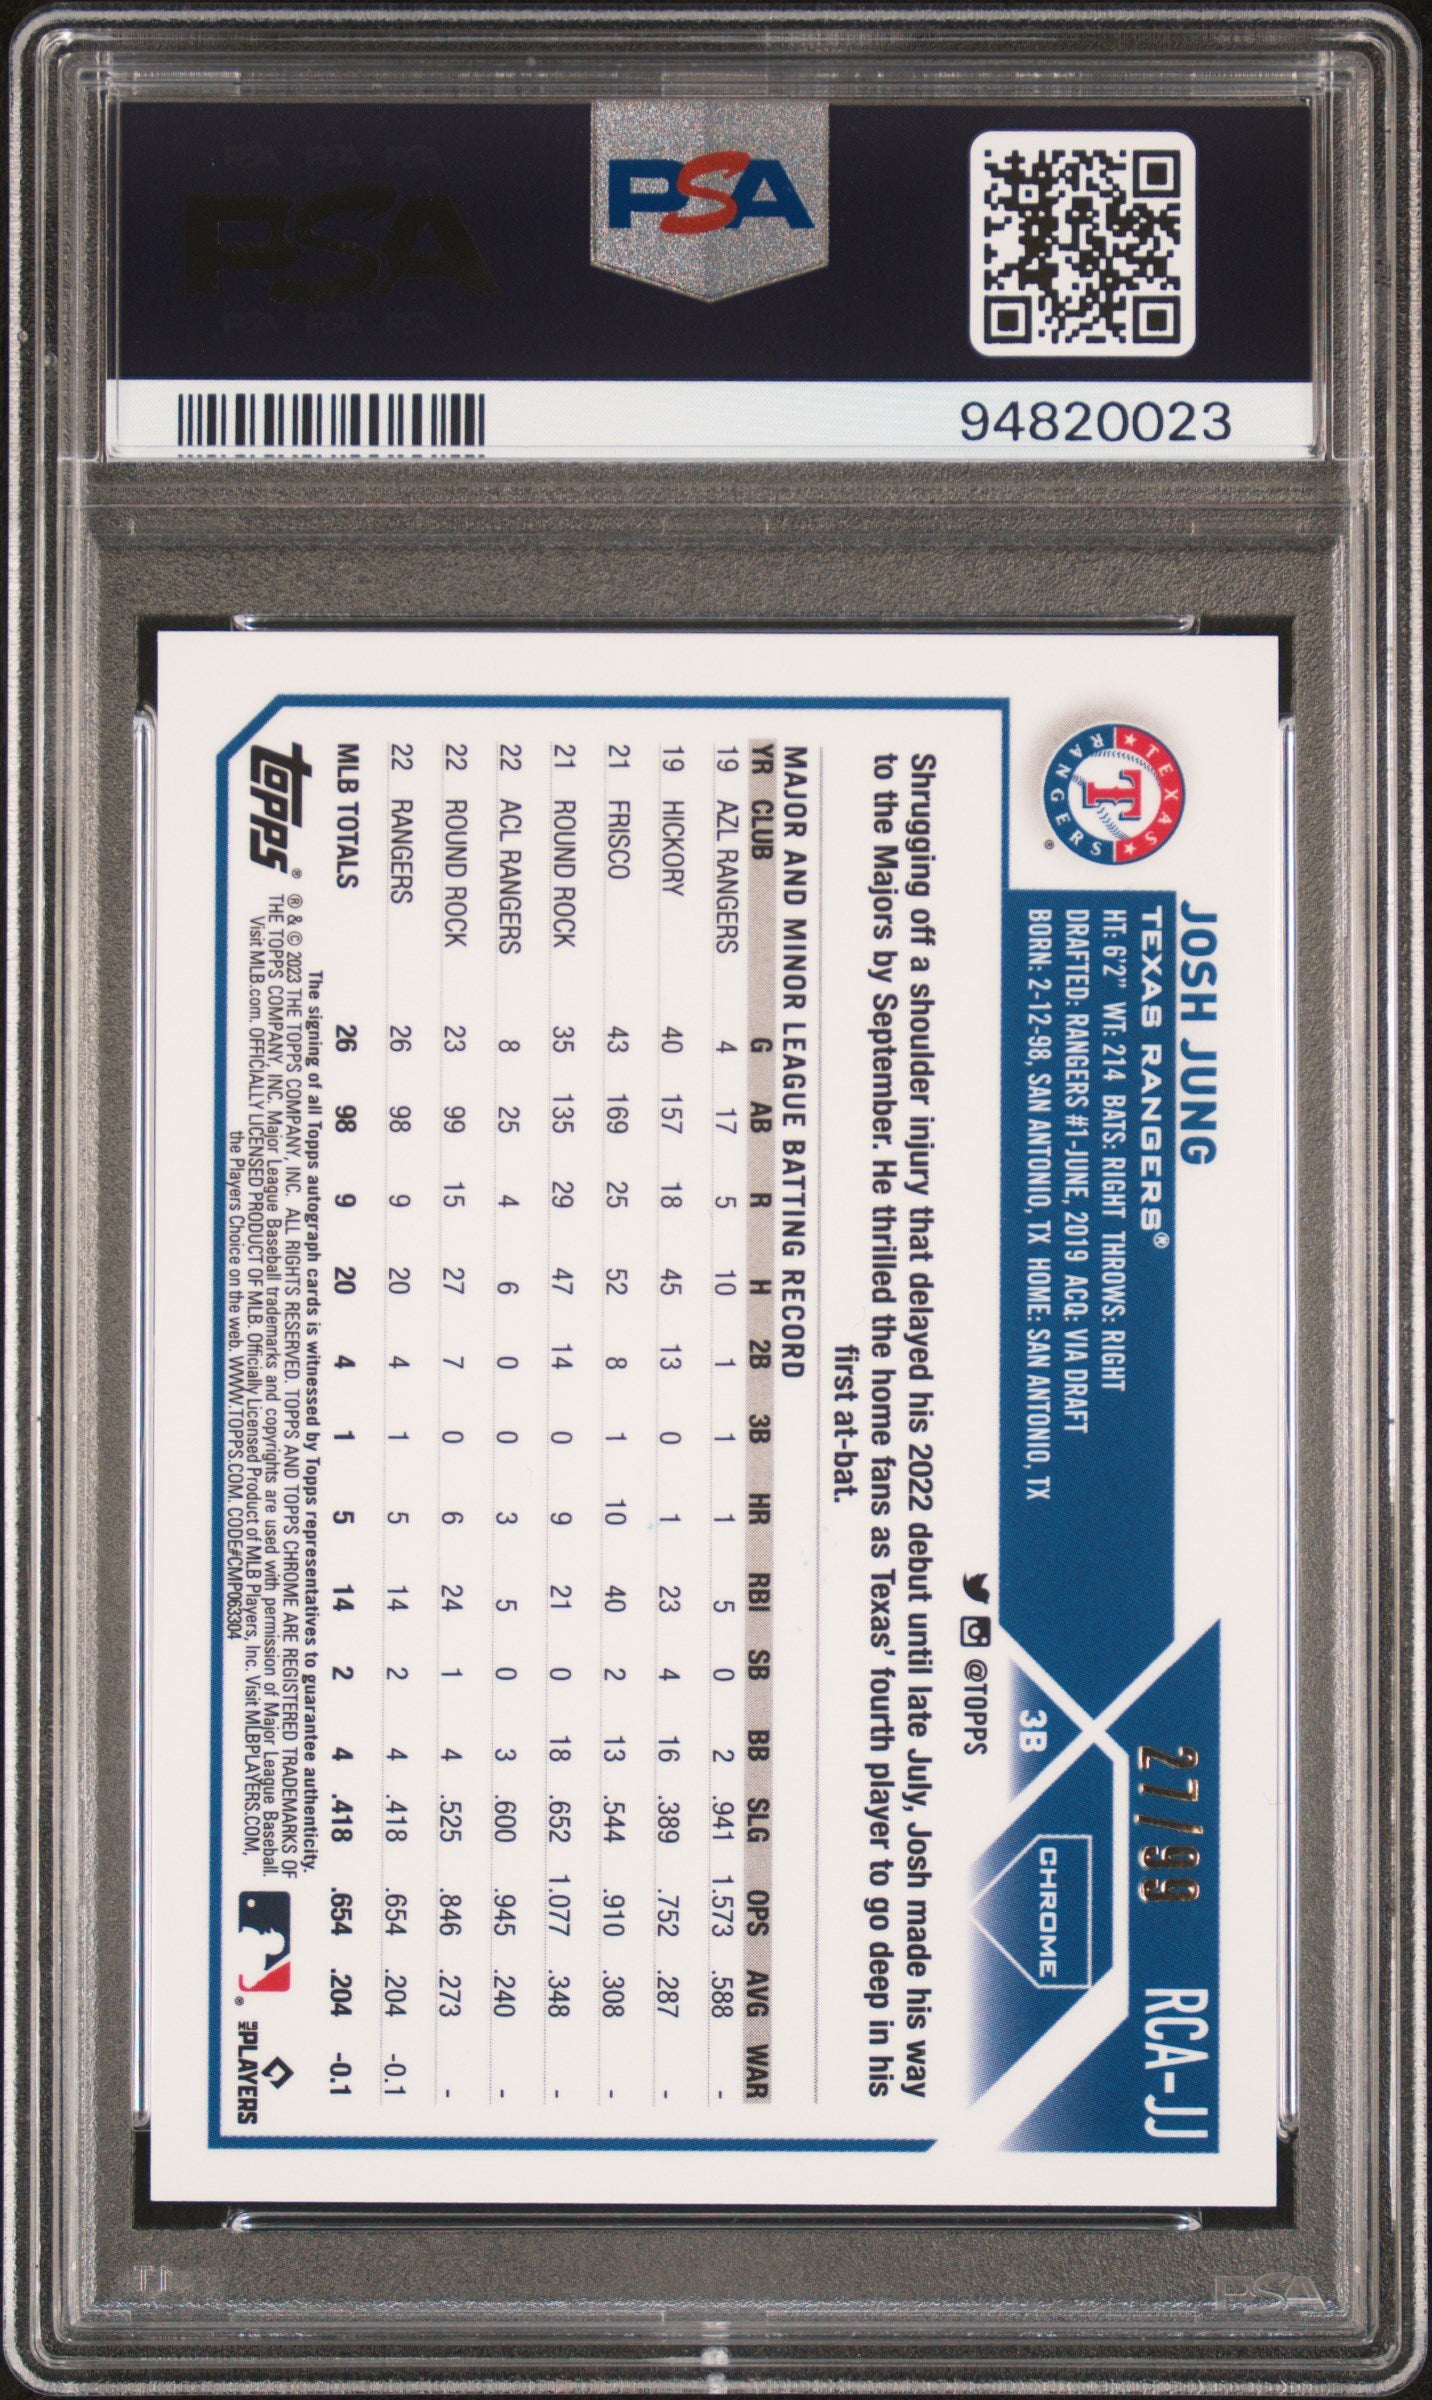 PSA
94820023
JOSH JUNG
TEXAS RANGERS®
HT: 6'2" WT: 214 BATS: RIGHT THROWS: RIGHT
DRAFTED: RANGERS #1-JUNE, 2019 ACQ: VIA DRAFT
BORN: 2-12-98, SAN ANTONIO, TX HOME: SAN ANTONIO, TX
TEXAS RANGERS
T
27/99
RCA-JJ
3B
CHROME
@TOPPS
Shrugging off a shoulder injury that delayed his 2022 debut until late July, Josh made his way
to the Majors by September. He thrilled the home fans as Texas' fourth player to go deep in his
first at-bat.
MAJOR AND MINOR LEAGUE BATTING RECORD
YR CLUB G AB R H 2B 3B HR RBI SB BB SLG OPS AVG WAR
19 AZL RANGERS 4 17 5 10 1 1 1 5 0 2 .941 1.573 .588 -
19 HICKORY 40 157 18 45 13 0 1 23 4 16 .389 .752 .287 -
21 FRISCO 43 169 25 52 8 1 10 40 2 13 .544 .910 .308 -
21 ROUND ROCK 35 135 29 47 14 0 9 21 0 18 .652 1.077 .348 -
22 ACL RANGERS 8 25 4 6 0 0 3 5 0 3 .600 .945 .240 -
22 ROUND ROCK 23 99 15 27 7 0 6 24 1 4 .525 .846 .273 -
22 RANGERS 26 98 9 20 4 1 5 14 2 4 .418 .654 .204 -0.1
MLB TOTALS 26 98 9 20 4 1 5 14 2 4 .418 .654 .204 -0.1
The signing of all Topps autograph cards is witnessed by Topps representatives to guarantee authenticity.
® & © 2023 THE TOPPS COMPANY, INC. ALL RIGHTS RESERVED. TOPPS AND TOPPS CHROME ARE REGISTERED TRADEMARKS OF
THE TOPPS COMPANY, INC. Major League Baseball trademarks and copyrights are used with permission of Major League Baseball.
Visit MLB.com. OFFICIALLY LICENSED PRODUCT OF MLB. Officially Licensed Product of MLB Players, Inc. Visit MLBPLAYERS.COM,
the Players Choice on the web. WWW.TOPPS.COM. CODE#CMP063304
Topps®
MLB PLAYERS
PSA